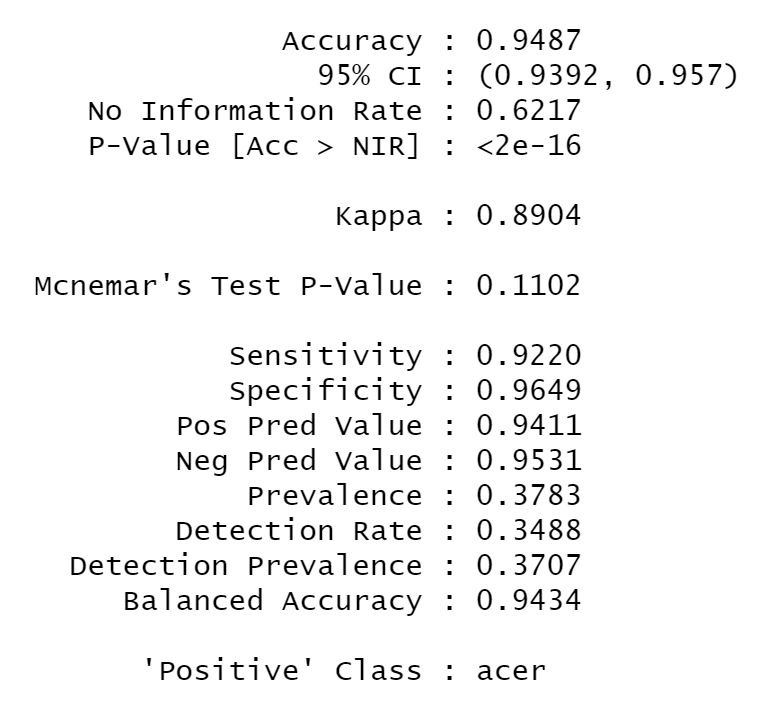 Accuracy : 0.9487
95% CI : (0.9392, 0.957)
No Information Rate : 0.6217
P-Value [Acc > NIR] : <2e-16
Kappa : 0.8904
Mcnemar's Test P-Value : 0.1102
Sensitivity : 0.9220
Specificity : 0.9649
Pos Pred Value : 0.9411
Neg Pred Value : 0.9531
Prevalence : 0.3783
Detection Rate : 0.3488
Detection Prevalence : 0.3707
Balanced Accuracy : 0.9434
'Positive' Class : acer